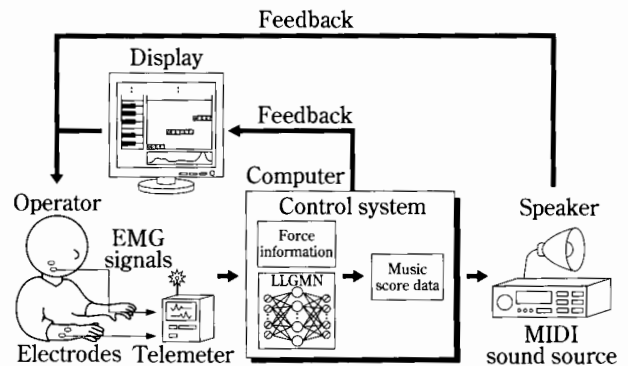 Feedback
Display
Feedback
Computer
Operator
Control system
Speaker
EMG
signals
Force
information
LLGMN
Music
score data
Electrodes
Telemeter
MIDI
sound source